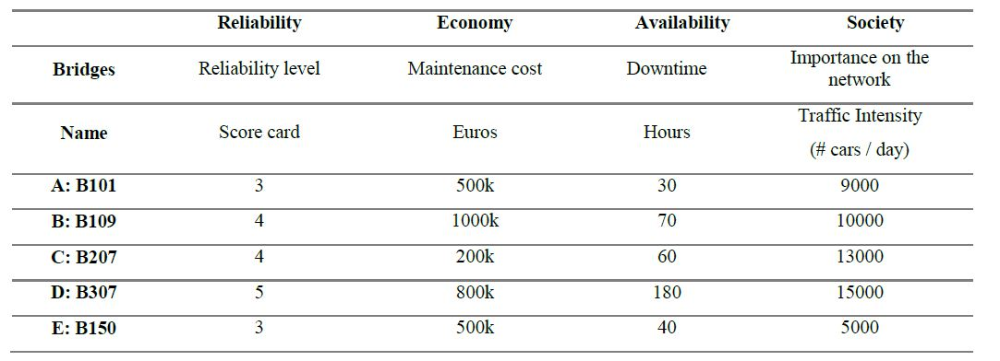 Reliability Economy Availability Society
Bridges Reliability level Maintenance cost Downtime Importance on the
network
Name Score card Euros Hours Traffic Intensity
(# cars / day)
A: B101 3 500k 30 9000
B: B109 4 1000k 70 10000
C: B207 4 200k 60 13000
D: B307 5 800k 180 15000
E: B150 3 500k 40 5000